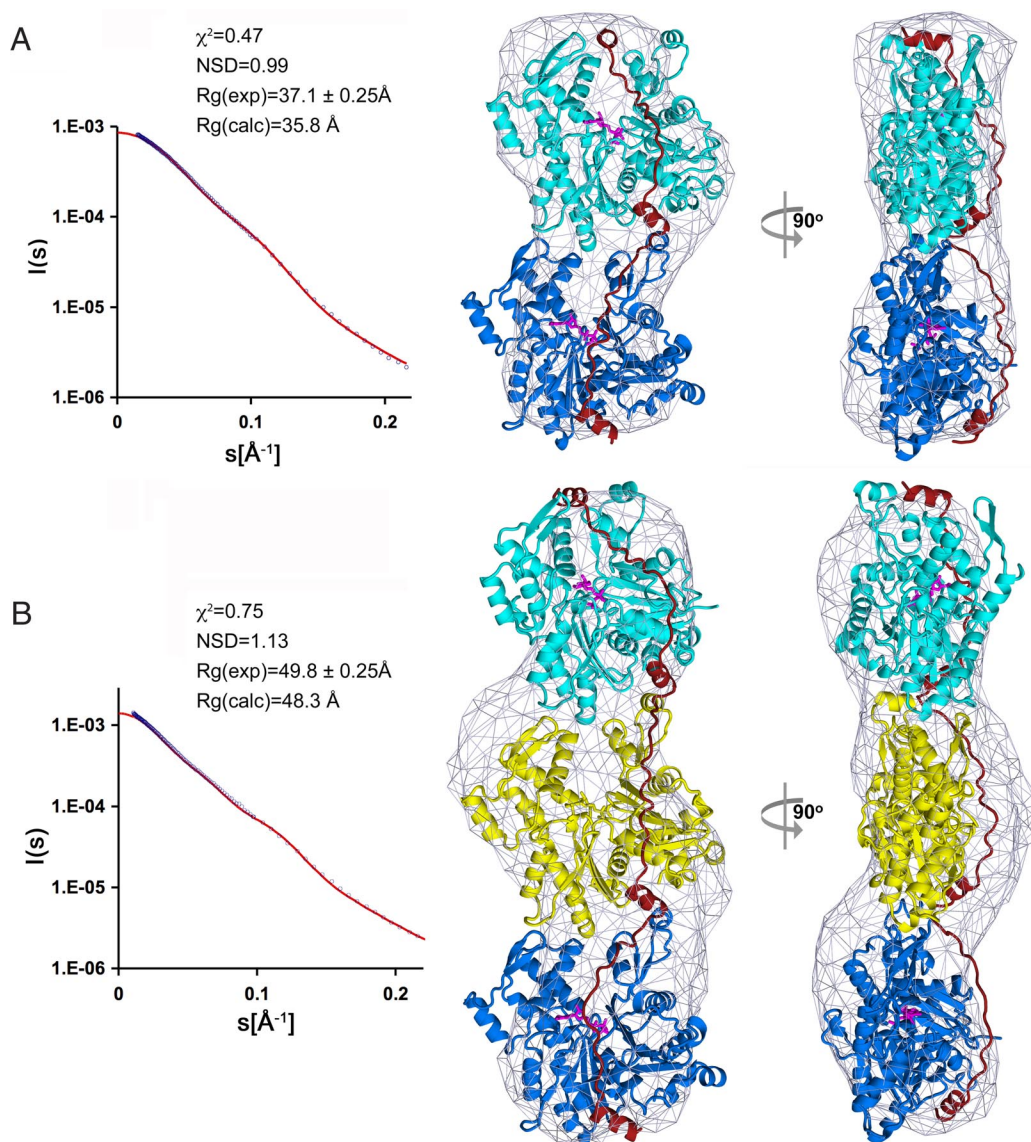 A
χ²=0.47
NSD=0.99
Rg(exp)=37.1 ± 0.25Å
Rg(calc)=35.8 Å
1.E-03
1.E-04
1.E-05
1.E-06
I(s)
0
0.1
0.2
s[Å⁻¹]
90°
B
χ²=0.75
NSD=1.13
Rg(exp)=49.8 ± 0.25Å
Rg(calc)=48.3 Å
1.E-03
1.E-04
1.E-05
1.E-06
I(s)
0
0.1
0.2
s[Å⁻¹]
90°